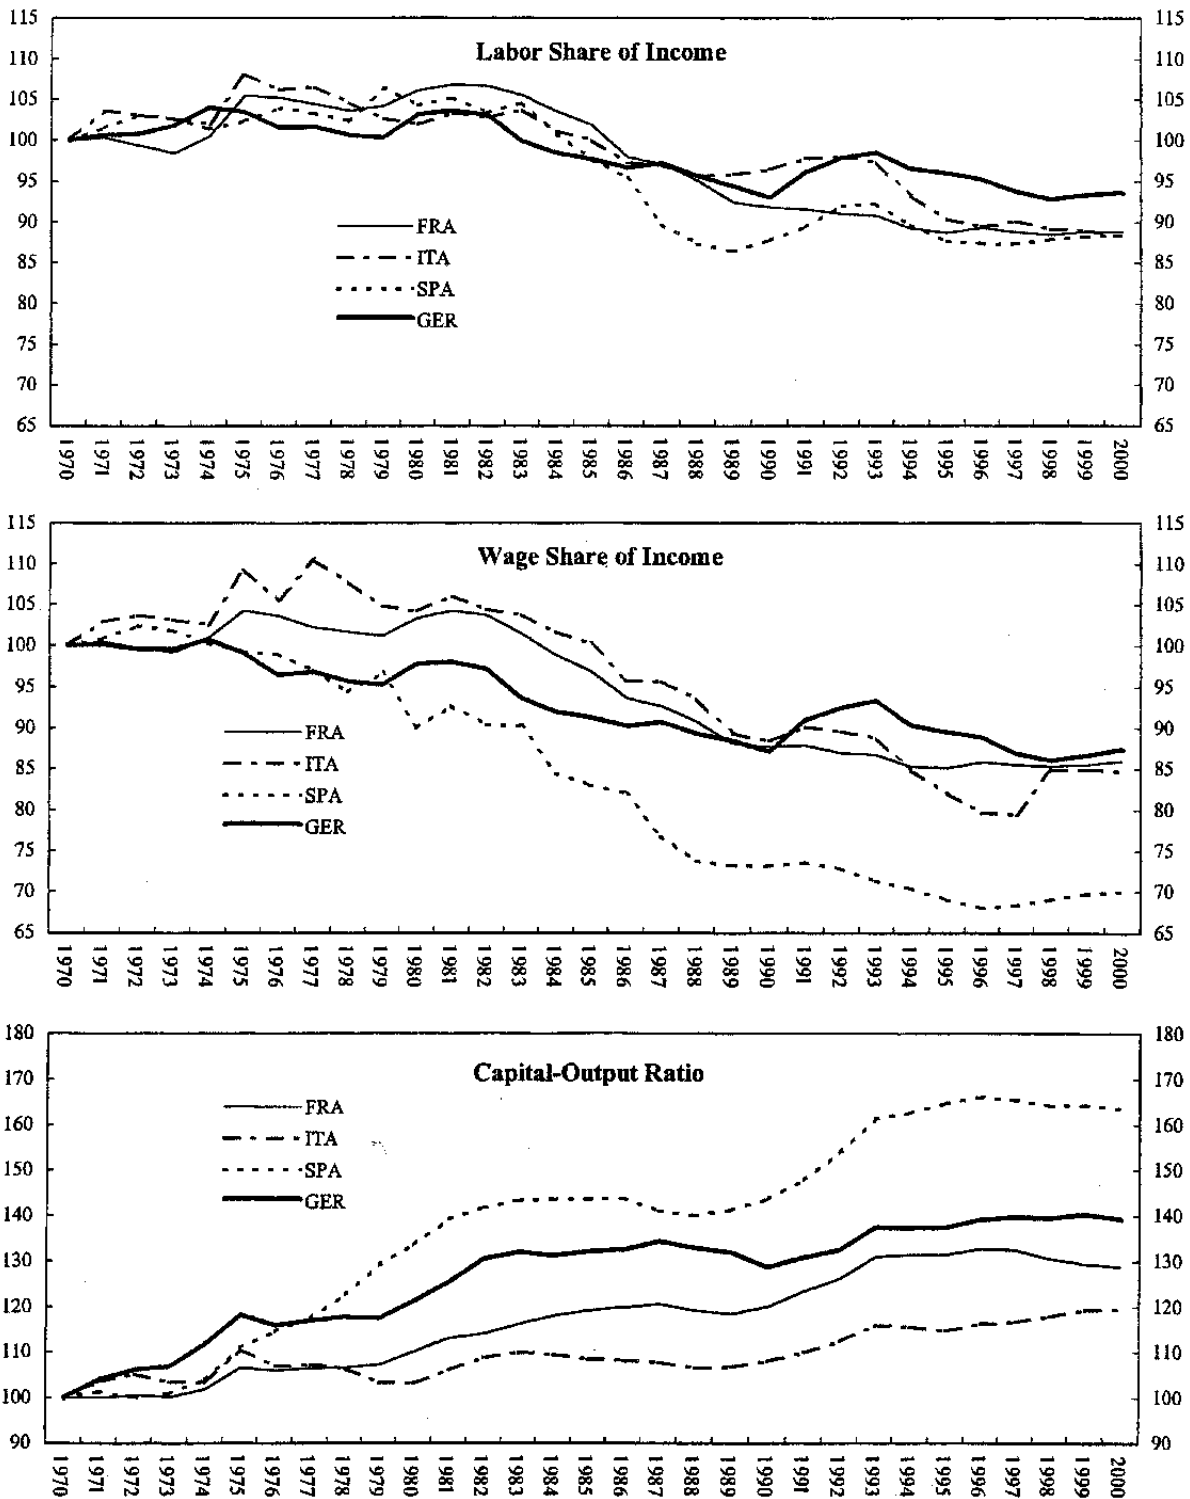 115 115
Labor Share of Income
110 110
105 105
100 100
95 95
90 90
FRA
85 85
ITA
80 80
SPA
75 75
GER
70 70
65 65
1970 1971 1972 1973 1974 1975 1976 1977 1978 1979 1980 1981 1982 1983 1984 1985 1986 1987 1988 1989 1990 1991 1992 1993 1994 1995 1996 1997 1998 1999 2000
115 115
Wage Share of Income
110 110
105 105
100 100
95 95
90 90
FRA
85 85
ITA
80 80
SPA
75 75
GER
70 70
65 65
1970 1971 1972 1973 1974 1975 1976 1977 1978 1979 1980 1981 1982 1983 1984 1985 1986 1987 1988 1989 1990 1991 1992 1993 1994 1995 1996 1997 1998 1999 2000
180 180
Capital-Output Ratio
170 170
FRA
160 160
ITA
150 150
SPA
140 140
GER
130 130
120 120
110 110
100 100
90 90
1970 1971 1972 1973 1974 1975 1976 1977 1978 1979 1980 1981 1982 1983 1984 1985 1986 1987 1988 1989 1990 1991 1992 1993 1994 1995 1996 1997 1998 1999 2000